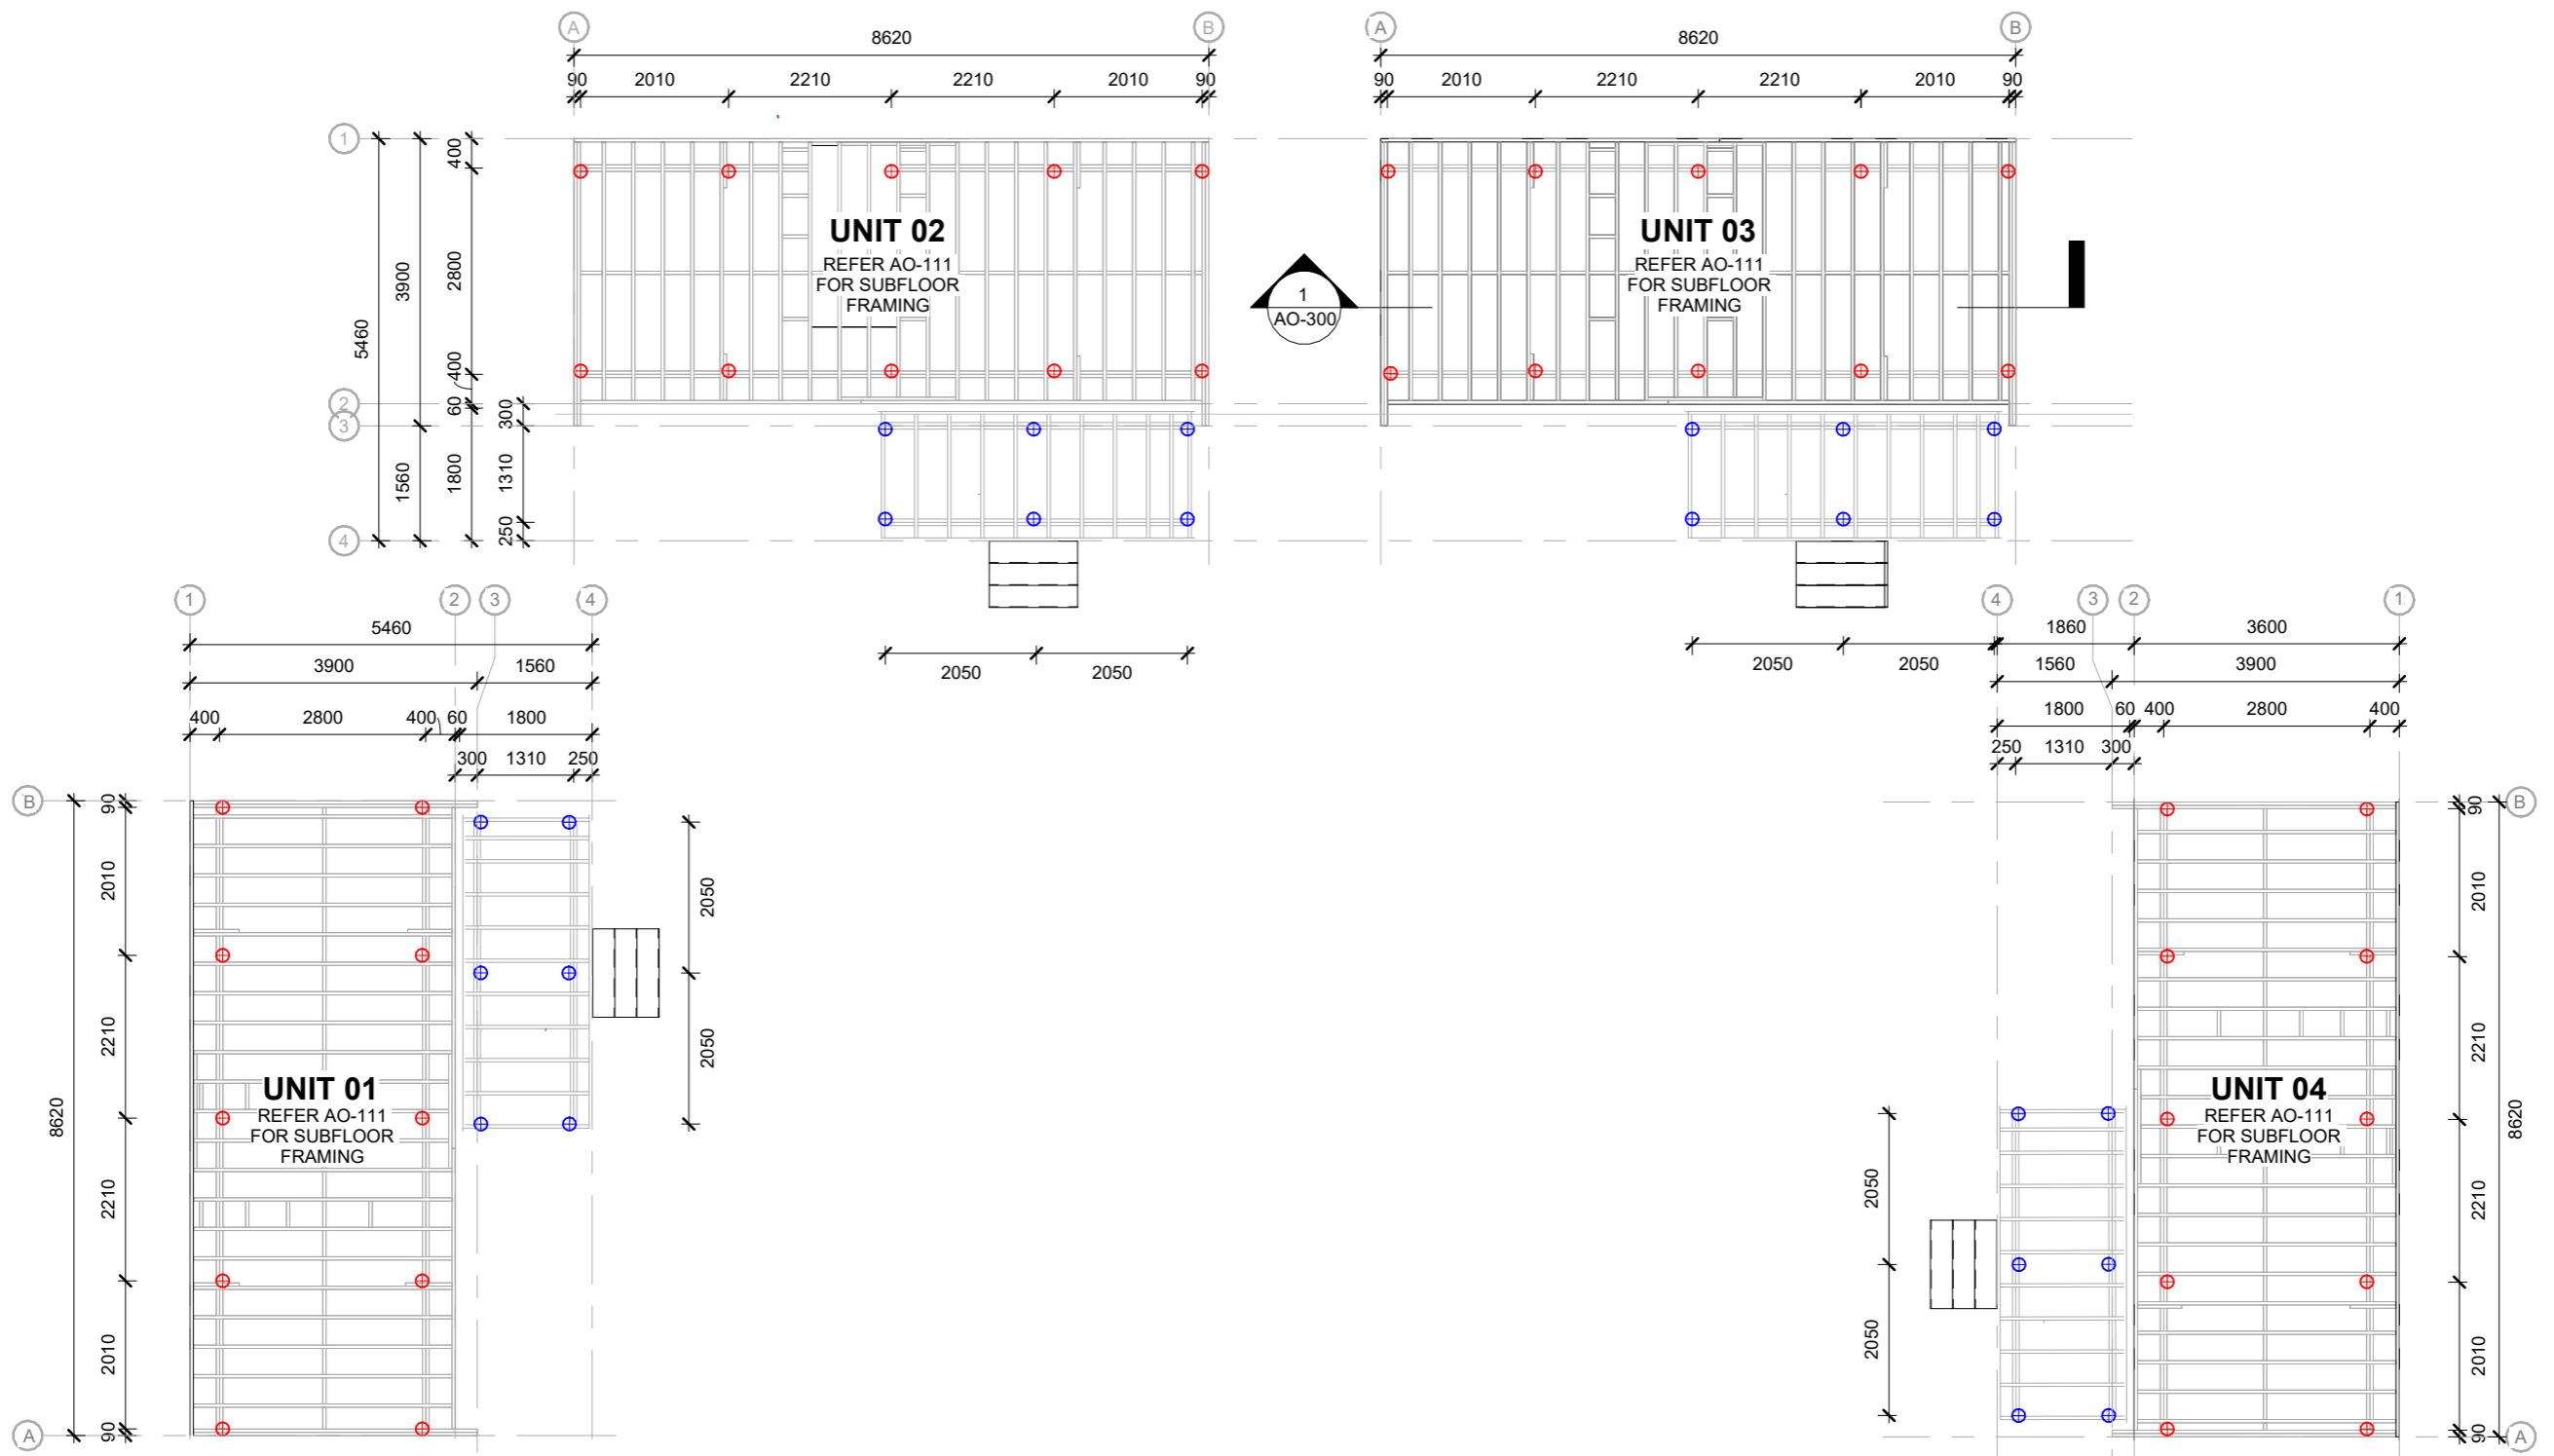 A B A B
8620 8620
90 2010 2210 2210 2010 90 90 2010 2210 2210 2010 90
1
400
2800
3900
5460
400
2
60
300
3
1560
1800
1310
250
4
UNIT 02
REFER AO-111
FOR SUBFLOOR
FRAMING
1
AO-300
UNIT 03
REFER AO-111
FOR SUBFLOOR
FRAMING
2050 2050
2050 2050
1 2 3 4
5460
3900 1560
400 2800 400 60 1800
300 1310 250
B
90
2010
2210
2210
2010
90
8620
A
UNIT 01
REFER AO-111
FOR SUBFLOOR
FRAMING
2050
2050
4 3 2 1
1860 3600
1560 3900
1800 60 400 2800 400
250 1310 300
2050
2050
UNIT 04
REFER AO-111
FOR SUBFLOOR
FRAMING
B
90
2010
2210
2210
2010
90
8620
A